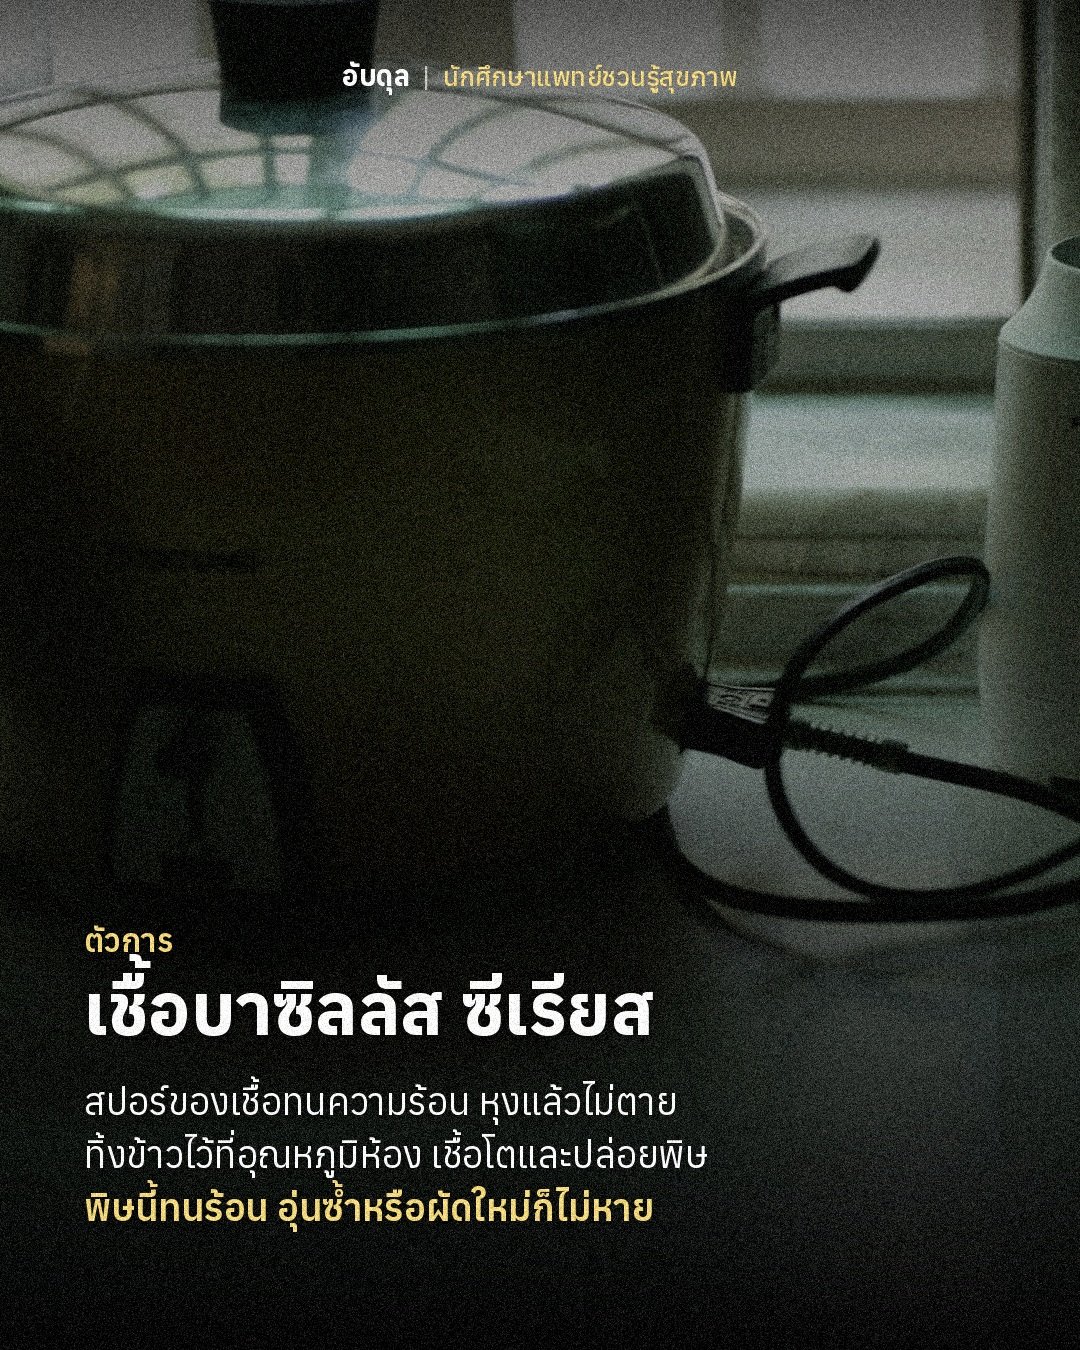 อับดุล | นักศึกษาแพทย์ชวนรู้สุขภาพ
ตัวการ
เชื้อบาซิลลัส ซีเรียส
สปอร์ของเชื้อทนความร้อน หุงแล้วไม่ตาย
ทิ้งข้าวไว้ที่อุณหภูมิห้อง เชื้อโตและปล่อยพิษ
พิษนี้ทนร้อน อุ่นซ้ำหรือผัดใหม่ก็ไม่หาย